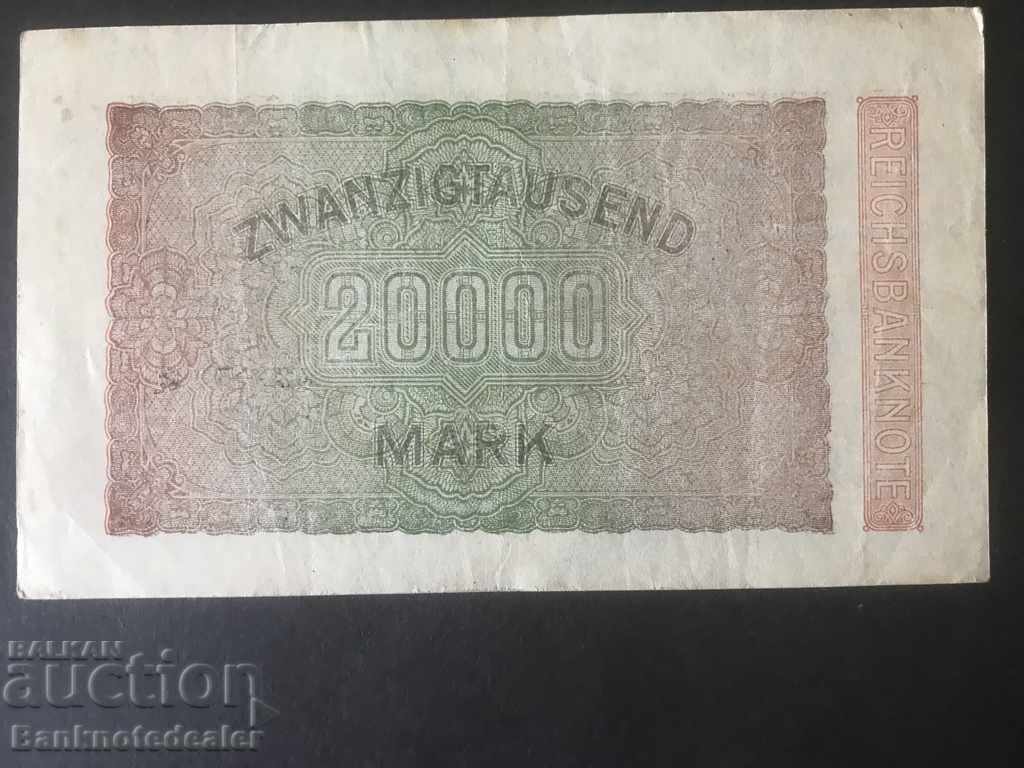 ZWANZIGTAUSEND
20000
MARK
REICHSBANKNOTE
BALKAN
auction
Banknotedealer